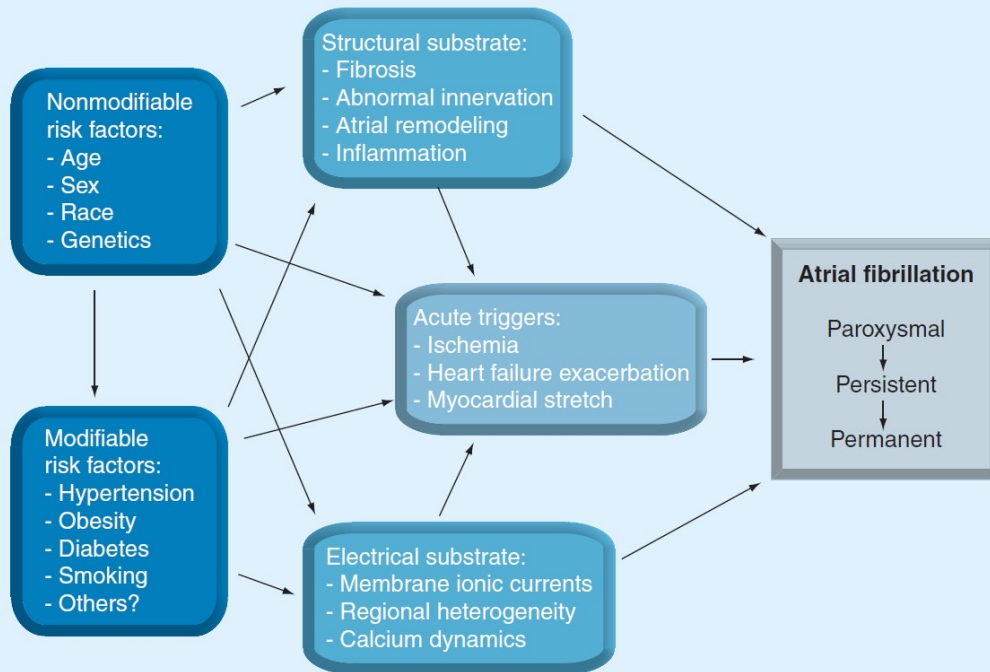 Nonmodifiable
risk factors:
- Age
- Sex
- Race
- Genetics
Modifiable
risk factors:
- Hypertension
- Obesity
- Diabetes
- Smoking
- Others?
Structural substrate:
- Fibrosis
- Abnormal innervation
- Atrial remodeling
- Inflammation
Acute triggers:
- Ischemia
- Heart failure exacerbation
- Myocardial stretch
Electrical substrate:
- Membrane ionic currents
- Regional heterogeneity
- Calcium dynamics
Atrial fibrillation
Paroxysmal
Persistent
Permanent